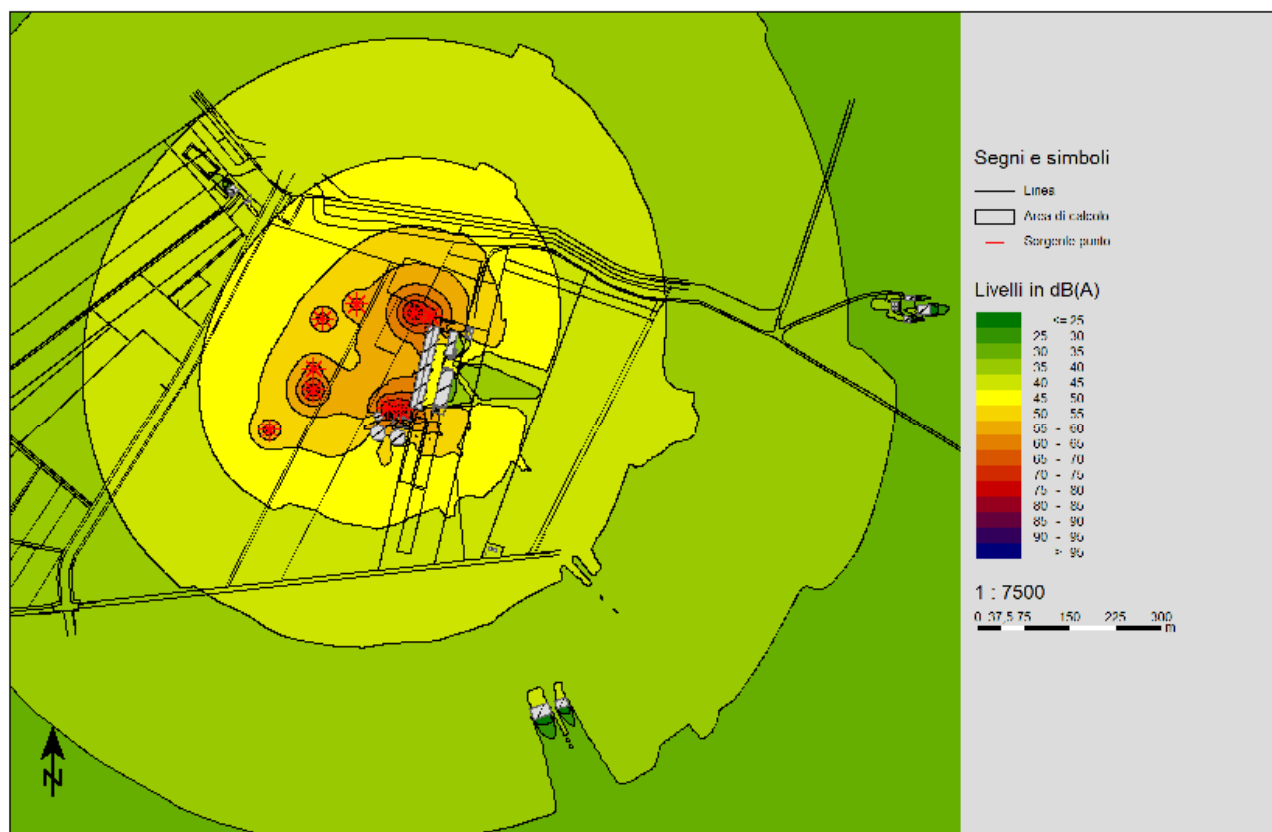 Segni e simboli
Linea
Area di calcolo
Sorgente punto
Livelli in dB(A)
<= 25
25 30
30 35
35 40
40 45
45 50
50 55
55 - 60
60 - 65
65 - 70
70 - 75
75 - 80
80 - 85
85 - 90
90 - 95
> 95
1 : 7500
0 37,5 75 150 225 300
m
N